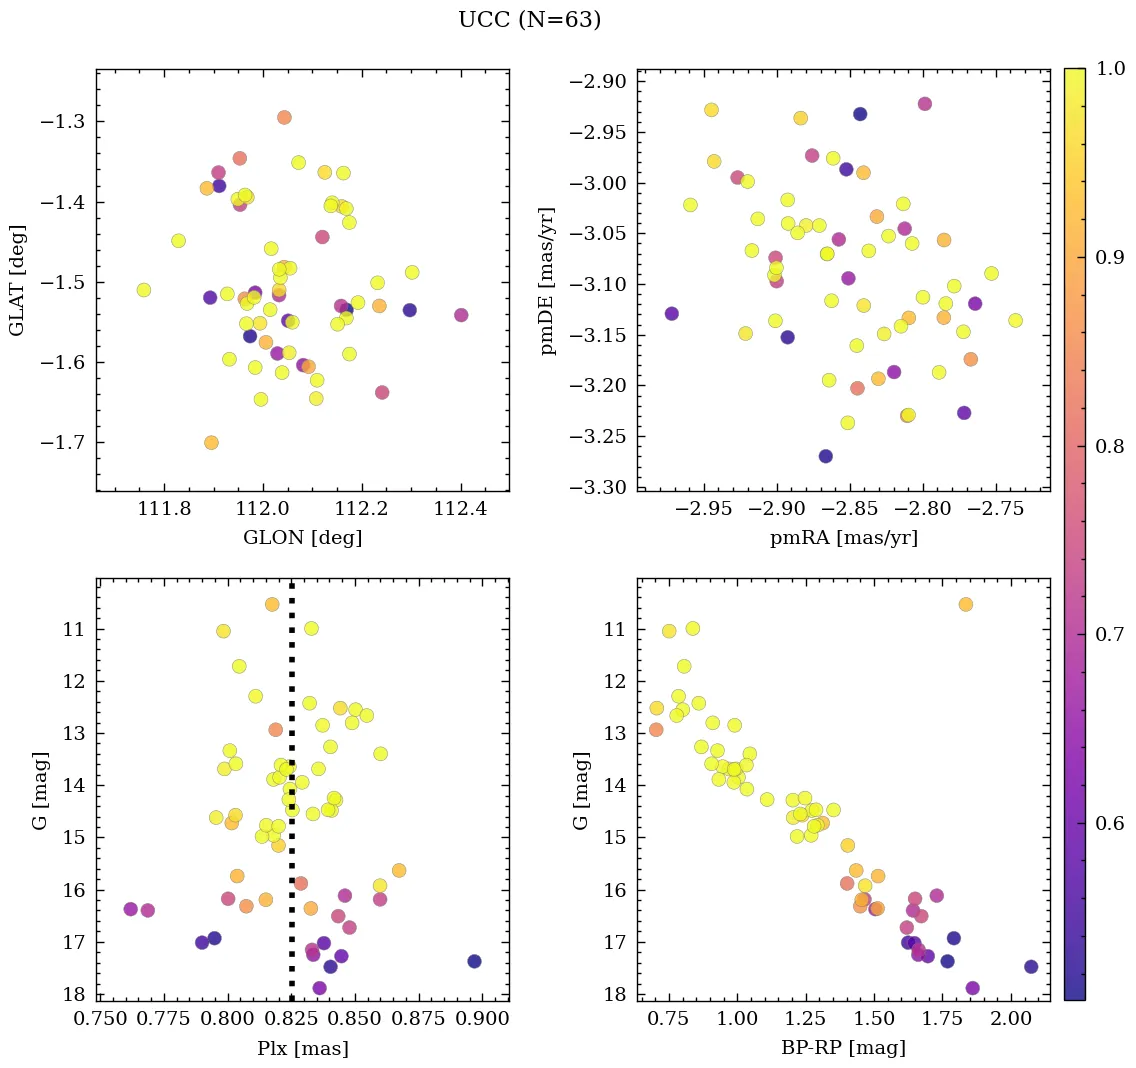 UCC (N=63)
−1.3
−1.4
−1.5
−1.6
−1.7
GLAT [deg]
111.8 112.0 112.2 112.4
GLON [deg]
−2.90
−2.95
−3.00
−3.05
−3.10
−3.15
−3.20
−3.25
−3.30
pmDE [mas/yr]
−2.95 −2.90 −2.85 −2.80 −2.75
pmRA [mas/yr]
1.0
0.9
0.8
0.7
0.6
11
12
13
14
15
16
17
18
G [mag]
0.750 0.775 0.800 0.825 0.850 0.875 0.900
Plx [mas]
11
12
13
14
15
16
17
18
G [mag]
0.75 1.00 1.25 1.50 1.75 2.00
BP-RP [mag]